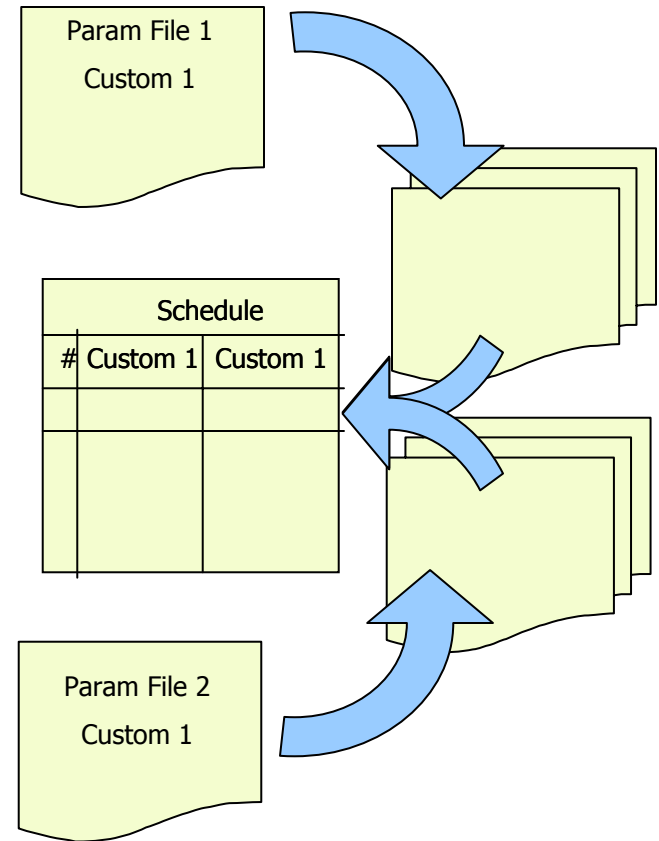 Param File 1
Custom 1
Schedule
# Custom 1 Custom 1
Param File 2
Custom 1